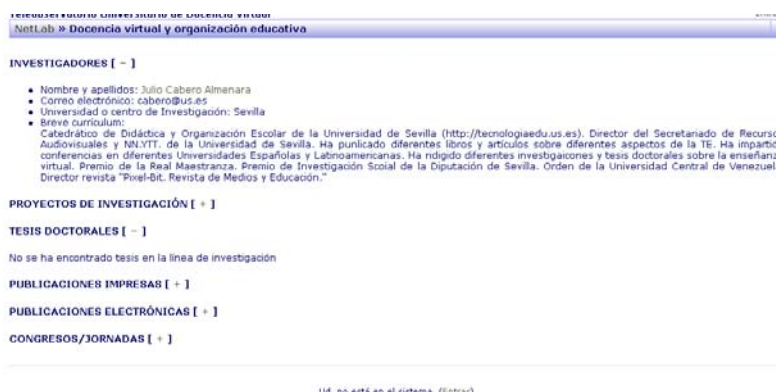 Teleobservatorio Universitario de Docencia Virtual
NetLab » Docencia virtual y organización educativa
INVESTIGADORES [ - ]
• Nombre y apellidos: Julio Cabero Almenara
• Correo electrónico: cabero@us.es
• Universidad o centro de Investigación: Sevilla
• Breve currículum:
Catedrático de Didáctica y Organización Escolar de la Universidad de Sevilla (http://tecnologiaedu.us.es). Director del Secretariado de Recurso
Audiovisuales y NN.YTT. de la Universidad de Sevilla. Ha punlicado diferentes libros y artículos sobre diferentes aspectos de la TE. Ha impartid
conferencias en diferentes Universidades Españolas y Latinoamericanas. Ha ridigido diferentes investigaicones y tesis doctorales sobre la enseñanz
virtual. Premio de la Real Maestranza. Premio de Investigación Scoial de la Diputación de Sevilla. Orden de la Universidad Central de Venezuel
Director revista "Pixel-Bit. Revista de Medios y Educación."
PROYECTOS DE INVESTIGACIÓN [ + ]
TESIS DOCTORALES [ - ]
No se ha encontrado tesis en la línea de investigación
PUBLICACIONES IMPRESAS [ + ]
PUBLICACIONES ELECTRÓNICAS [ + ]
CONGRESOS/JORNADAS [ + ]
Ud. no está en el sistema. (Entrar)